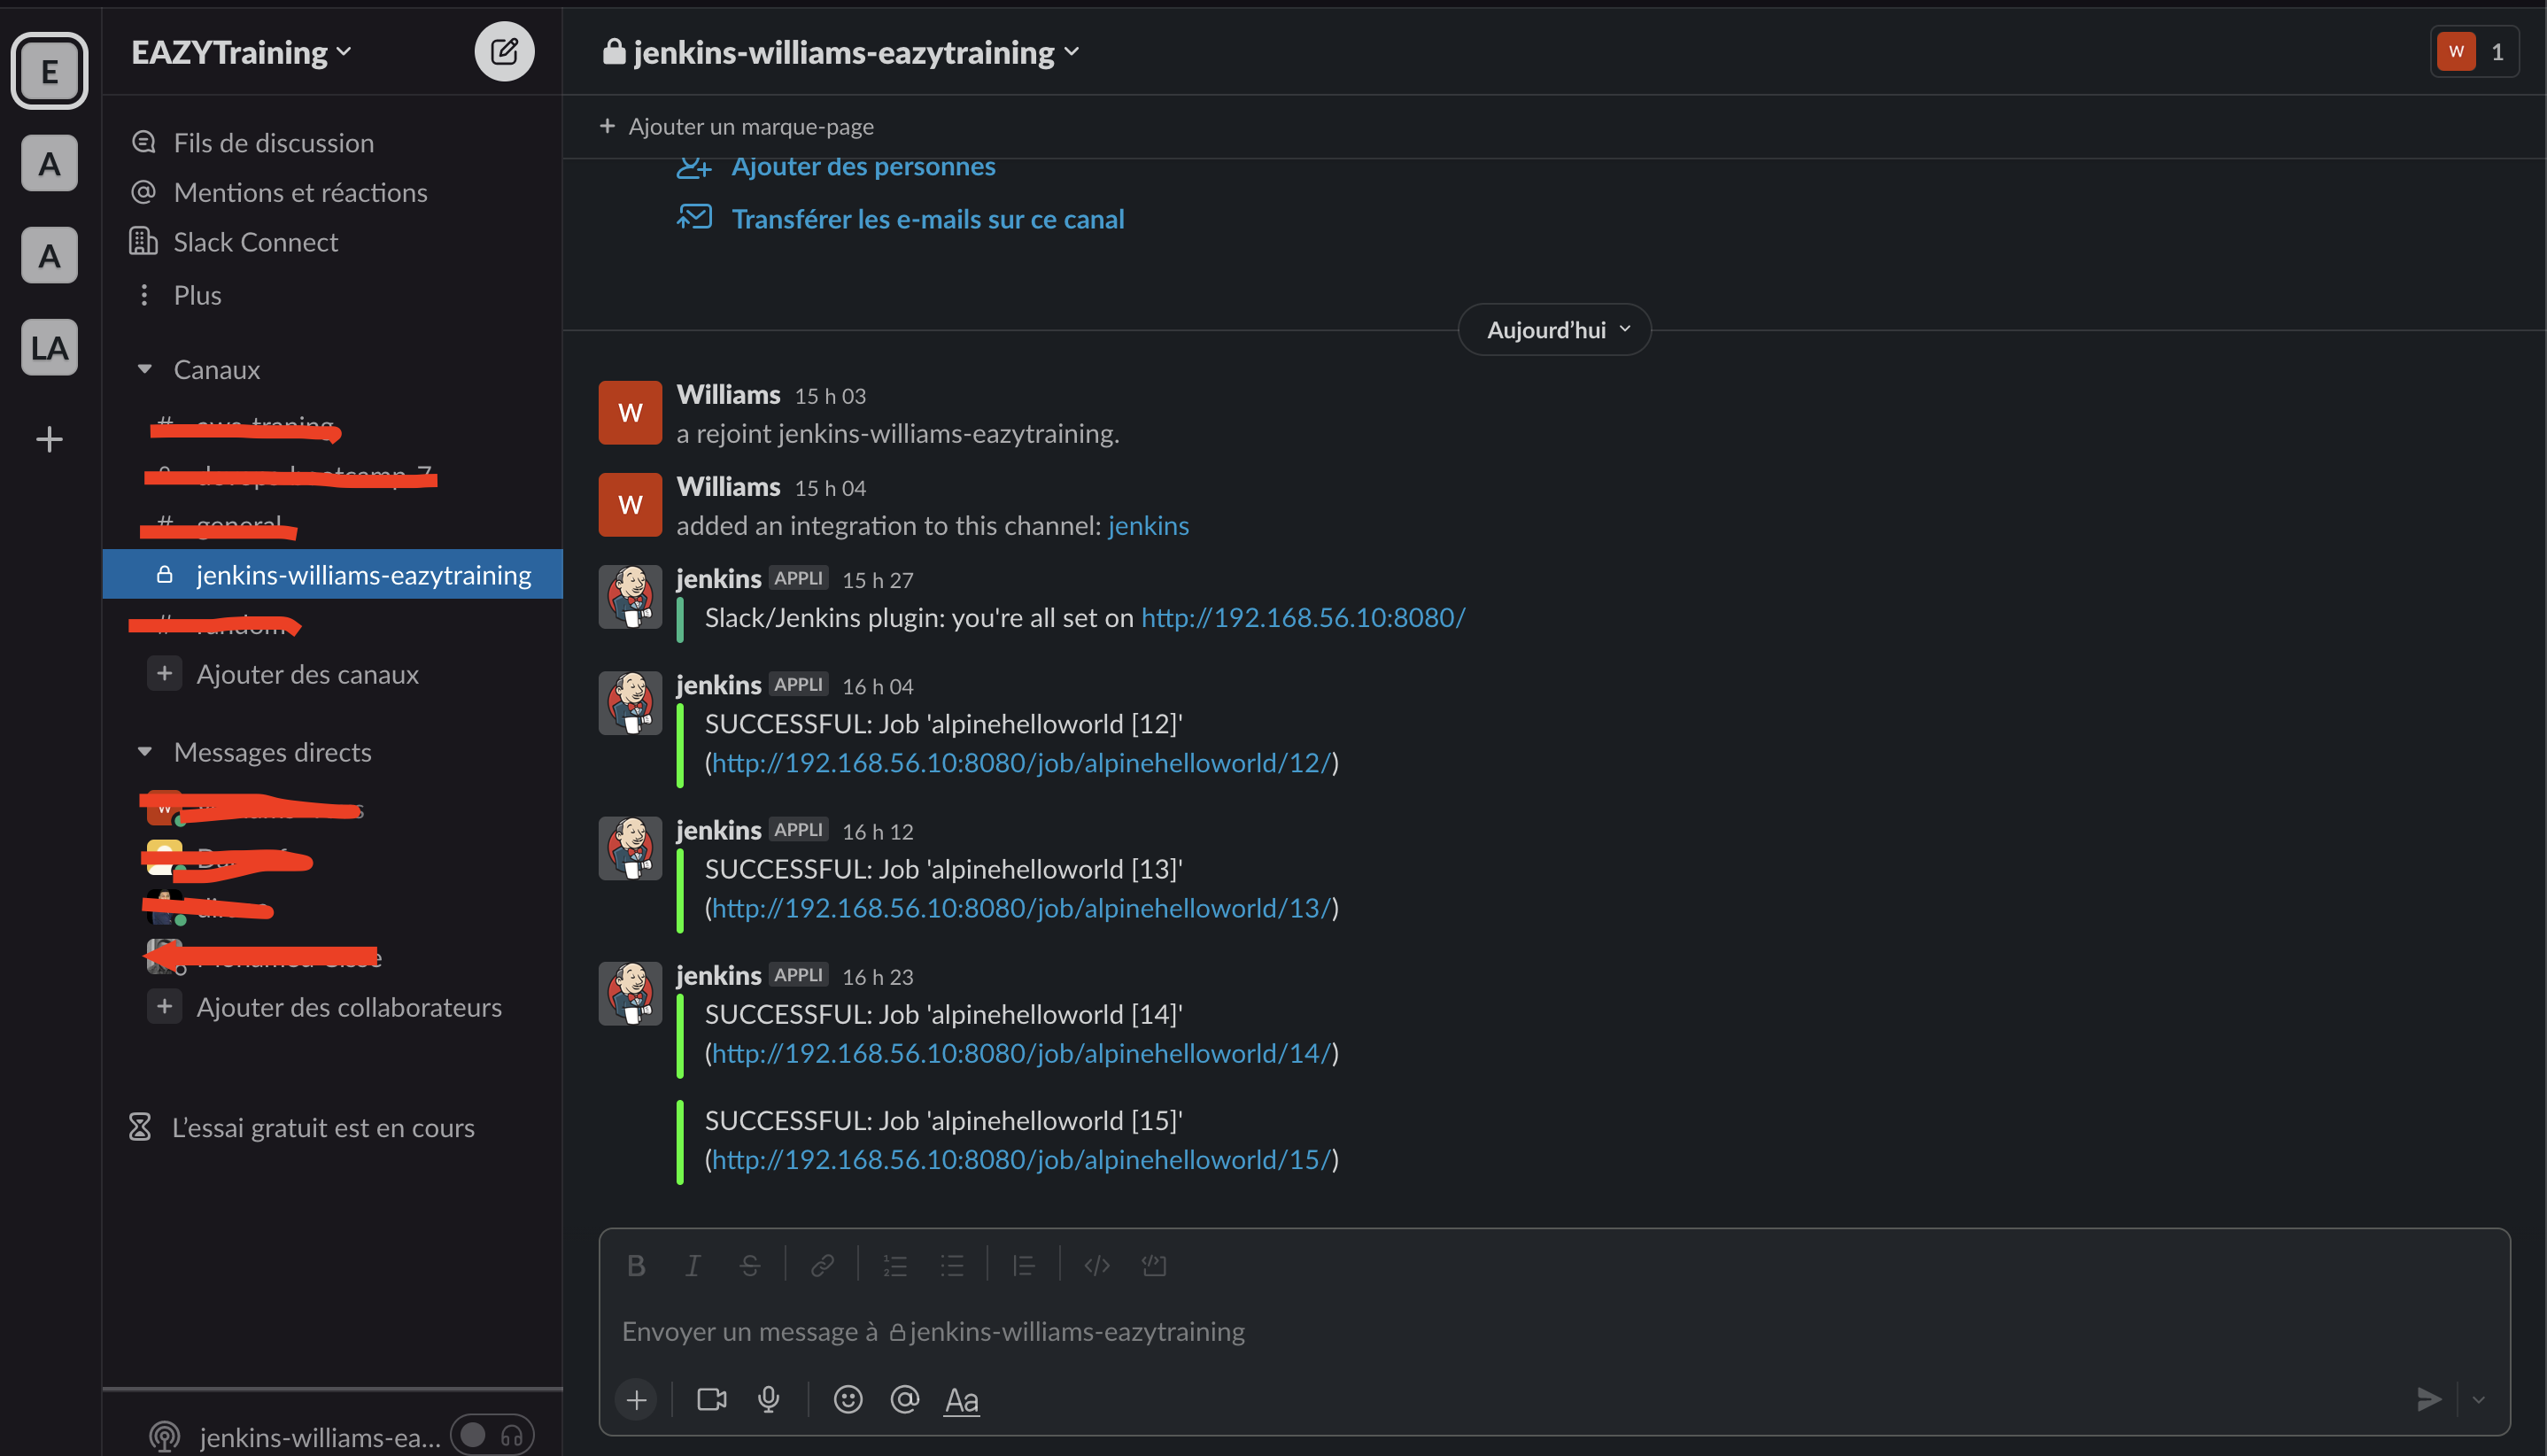 E
A
A
LA
EAZYTraining
Fils de discussion
Mentions et réactions
Slack Connect
Plus
Canaux
jenkins-williams-eazytraining
Ajouter des canaux
Messages directs
Ajouter des collaborateurs
L'essai gratuit est en cours
jenkins-williams-ea...
jenkins-williams-eazytraining
W 1
+ Ajouter un marque-page
Ajouter des personnes
Transférer les e-mails sur ce canal
Aujourd'hui
W
Williams 15 h 03
a rejoint jenkins-williams-eazytraining.
W
Williams 15 h 04
added an integration to this channel: jenkins
jenkins APPLI 15 h 27
Slack/Jenkins plugin: you're all set on http://192.168.56.10:8080/
jenkins APPLI 16 h 04
SUCCESSFUL: Job 'alpinehelloworld [12]'
(http://192.168.56.10:8080/job/alpinehelloworld/12/)
jenkins APPLI 16 h 12
SUCCESSFUL: Job 'alpinehelloworld [13]'
(http://192.168.56.10:8080/job/alpinehelloworld/13/)
jenkins APPLI 16 h 23
SUCCESSFUL: Job 'alpinehelloworld [14]'
(http://192.168.56.10:8080/job/alpinehelloworld/14/)
SUCCESSFUL: Job 'alpinehelloworld [15]'
(http://192.168.56.10:8080/job/alpinehelloworld/15/)
B I S
Envoyer un message à jenkins-williams-eazytraining
Aa